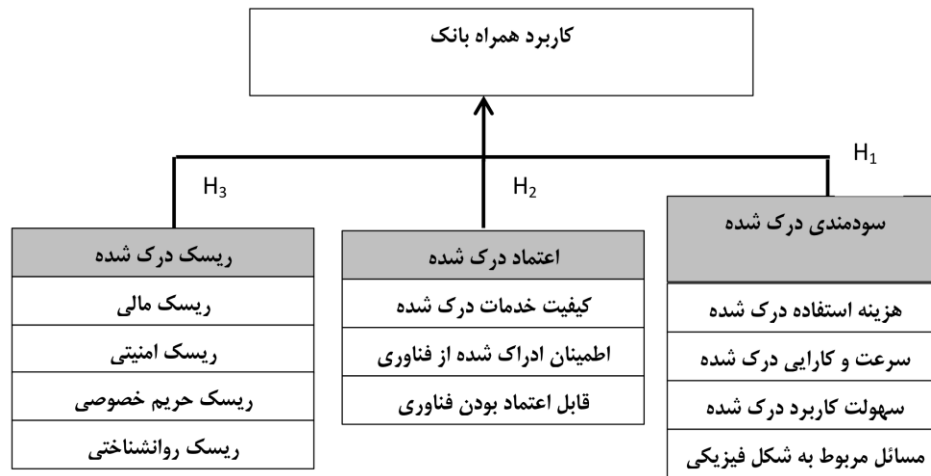 کاربرد همراه بانک
H1
H2
H3
سودمندی درک شده
هزینه استفاده درک شده
سرعت و کارایی درک شده
سهولت کاربرد درک شده
مسائل مربوط به شکل فیزیکی
اعتماد درک شده
کیفیت خدمات درک شده
اطمینان ادراک شده از فناوری
قابل اعتماد بودن فناوری
ریسک درک شده
ریسک مالی
ریسک امنیتی
ریسک حریم خصوصی
ریسک روانشناختی